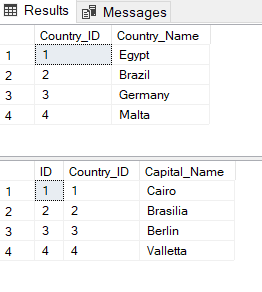 Results Messages
Country_ID Country_Name
1 1 Egypt
2 2 Brazil
3 3 Germany
4 4 Malta
ID Country_ID Capital_Name
1 1 1 Cairo
2 2 2 Brasilia
3 3 3 Berlin
4 4 4 Valletta